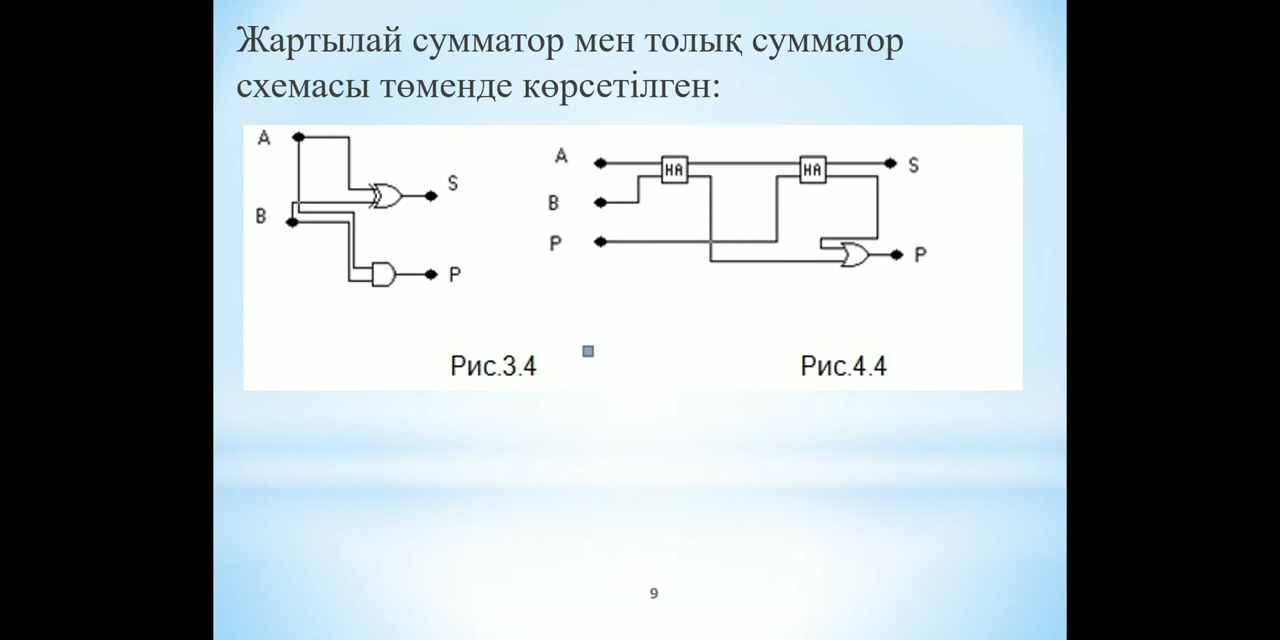 Жартылай сумматор мен толық сумматор
схемасы төменде көрсетілген:
A
B
S
P
A
B
P
HA
HA
S
P
Рис.3.4
Рис.4.4
9